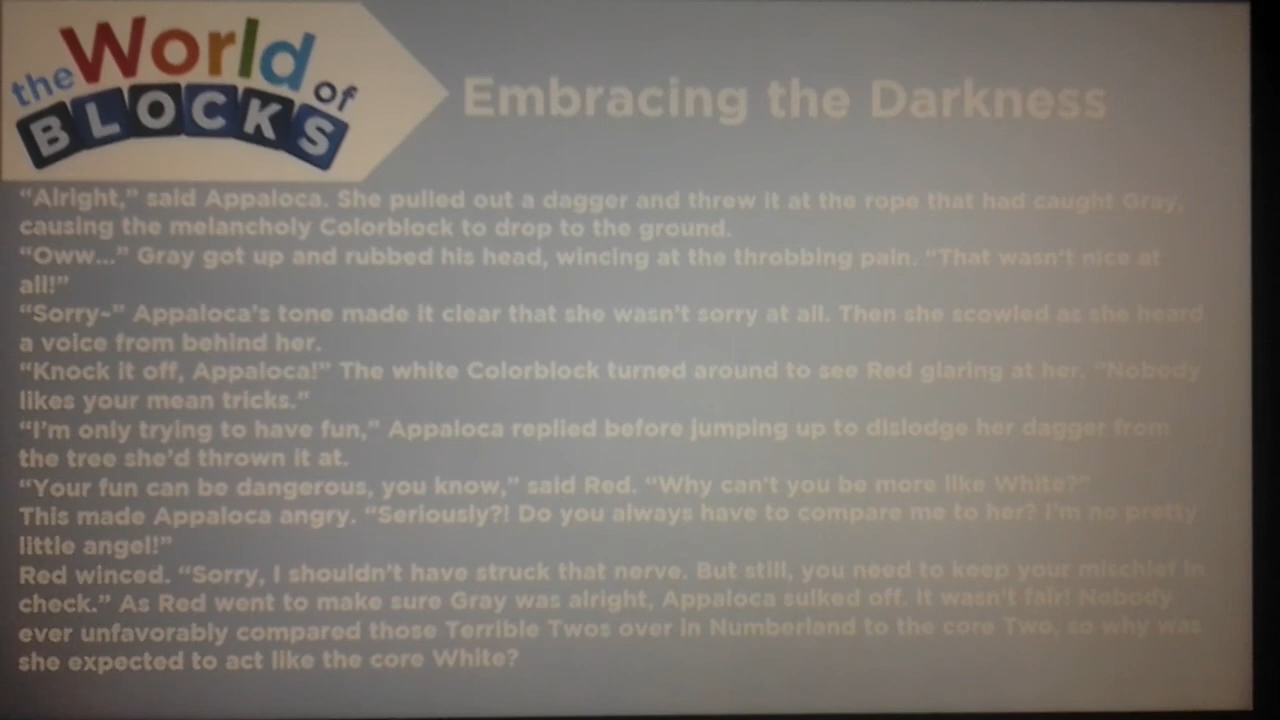 the World of
BLOCKS
Embracing the Darkness
“Alright,” said Appaloca. She pulled out a dagger and threw it at the rope that had caught Gray,
causing the melancholy Colorblock to drop to the ground.
“Oww...” Gray got up and rubbed his head, wincing at the throbbing pain. “That wasn’t nice at
all!”
“Sorry~” Appaloca’s tone made it clear that she wasn’t sorry at all. Then she scowled as she heard
a voice from behind her.
“Knock it off, Appaloca!” The white Colorblock turned around to see Red glaring at her. “Nobody
likes your mean tricks.”
“I’m only trying to have fun,” Appaloca replied before jumping up to dislodge her dagger from
the tree she’d thrown it at.
“Your fun can be dangerous, you know,” said Red. “Why can’t you be more like White?”
This made Appaloca angry. “Seriously?! Do you always have to compare me to her? I’m no pretty
little angel!”
Red winced. “Sorry, I shouldn’t have struck that nerve. But still, you need to keep your mischief in
check.” As Red went to make sure Gray was alright, Appaloca sulked off. It wasn’t fair! Nobody
ever unfavorably compared those Terrible Twos over in Numberland to the core Two, so why was
she expected to act like the core White?